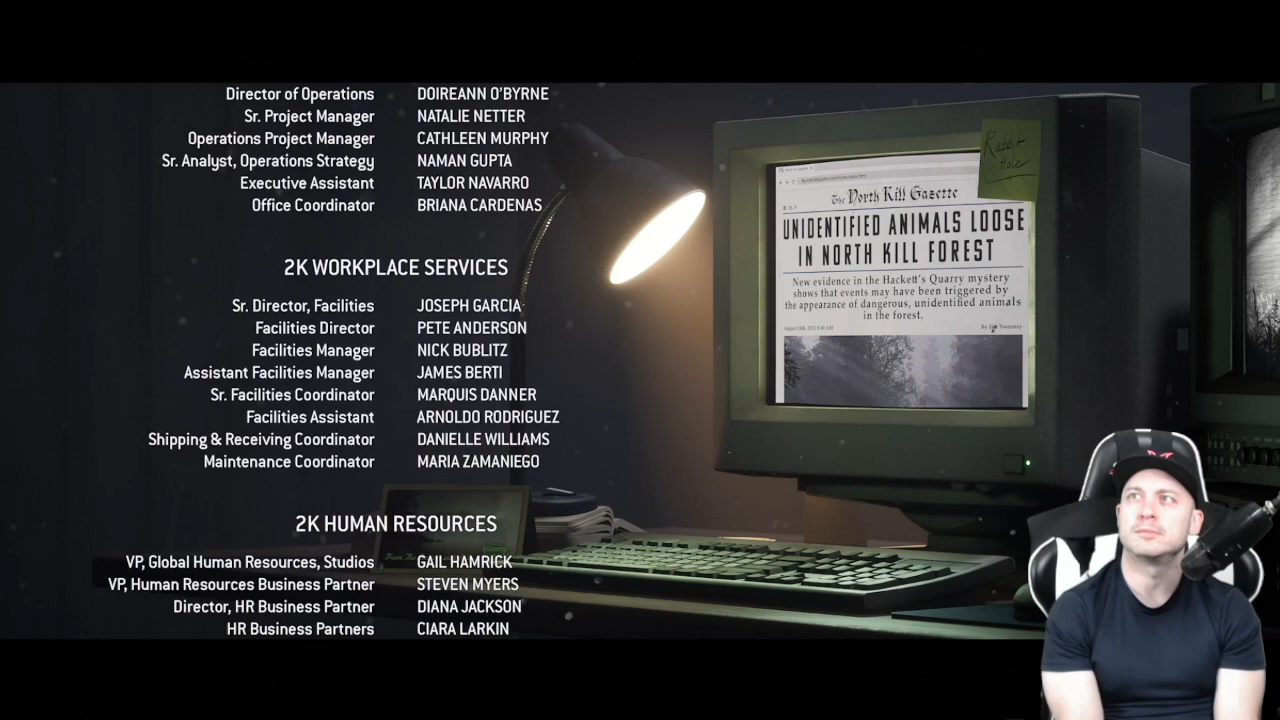 Director of Operations DOIREANN O'BYRNE
Sr. Project Manager NATALIE NETTER
Operations Project Manager CATHLEEN MURPHY
Sr. Analyst, Operations Strategy NAMAN GUPTA
Executive Assistant TAYLOR NAVARRO
Office Coordinator BRIANA CARDENAS
2K WORKPLACE SERVICES
Sr. Director, Facilities JOSEPH GARCIA
Facilities Director PETE ANDERSON
Facilities Manager NICK BUBLITZ
Assistant Facilities Manager JAMES BERTI
Sr. Facilities Coordinator MARQUIS DANNER
Facilities Assistant ARNOLDO RODRIGUEZ
Shipping & Receiving Coordinator DANIELLE WILLIAMS
Maintenance Coordinator MARIA ZAMANIEGO
2K HUMAN RESOURCES
VP, Global Human Resources, Studios GAIL HAMRICK
VP, Human Resources Business Partner STEVEN MYERS
Director, HR Business Partner DIANA JACKSON
HR Business Partners CIARA LARKIN
Rabbit
Hole
The North Kill Gazette
UNIDENTIFIED ANIMALS LOOSE
IN NORTH KILL FOREST
New evidence in the Hackett's Quarry mystery
shows that events may have been triggered by
the appearance of dangerous, unidentified animals
in the forest.